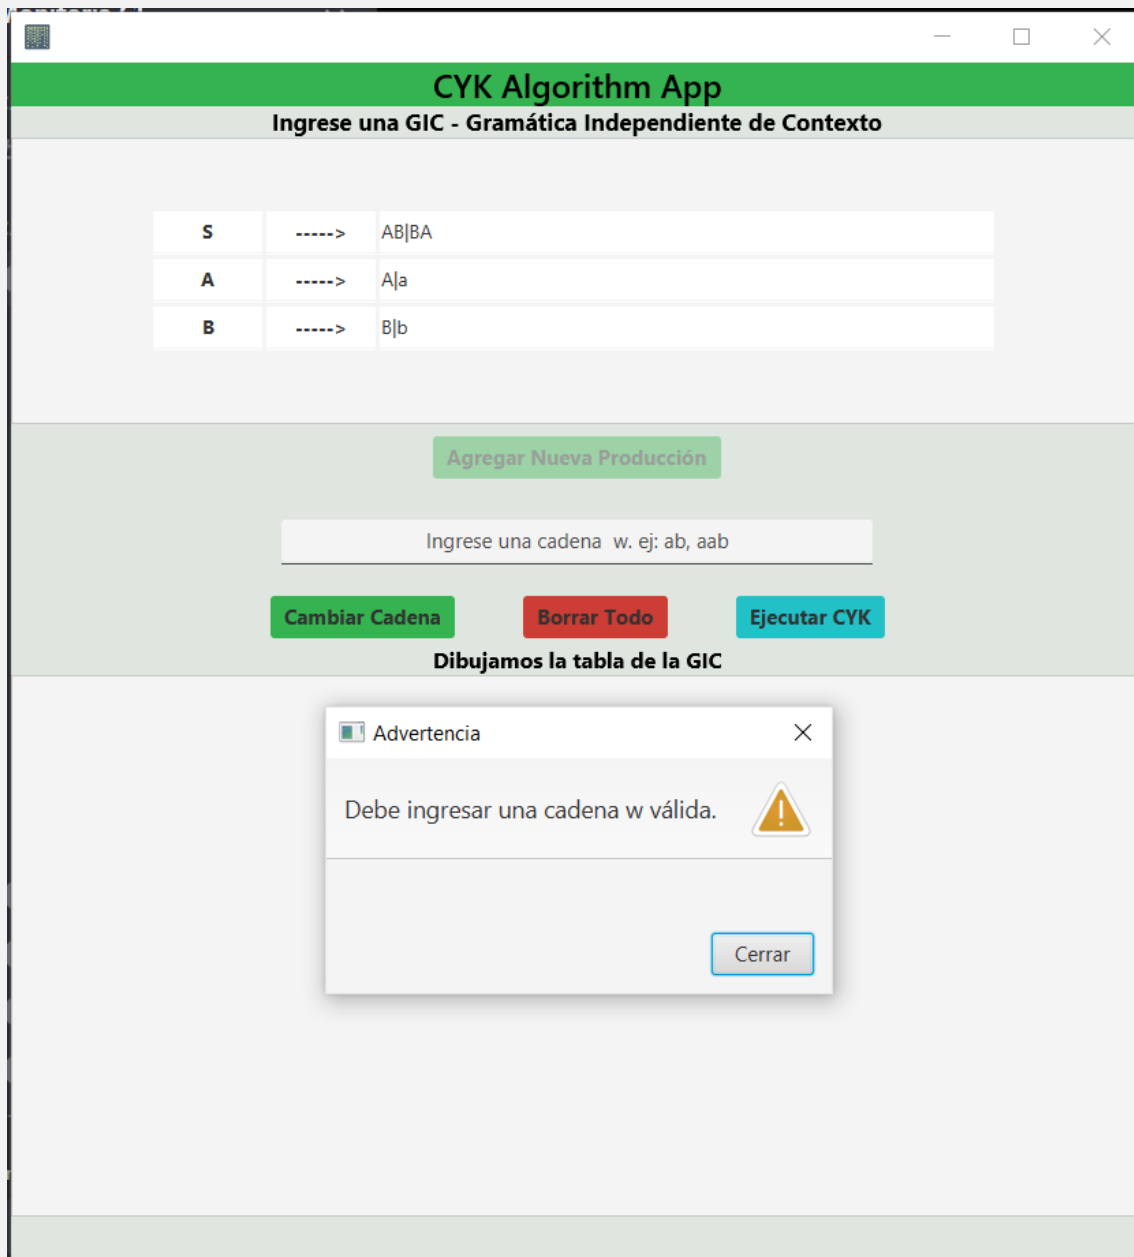 CYK Algorithm App
Ingrese una GIC - Gramática Independiente de Contexto
S -----> AB|BA
A -----> A|a
B -----> B|b
Agregar Nueva Producción
Ingrese una cadena  w. ej: ab, aab
Cambiar Cadena Borrar Todo Ejecutar CYK
Dibujamos la tabla de la GIC
Advertencia
Debe ingresar una cadena w válida.
Cerrar